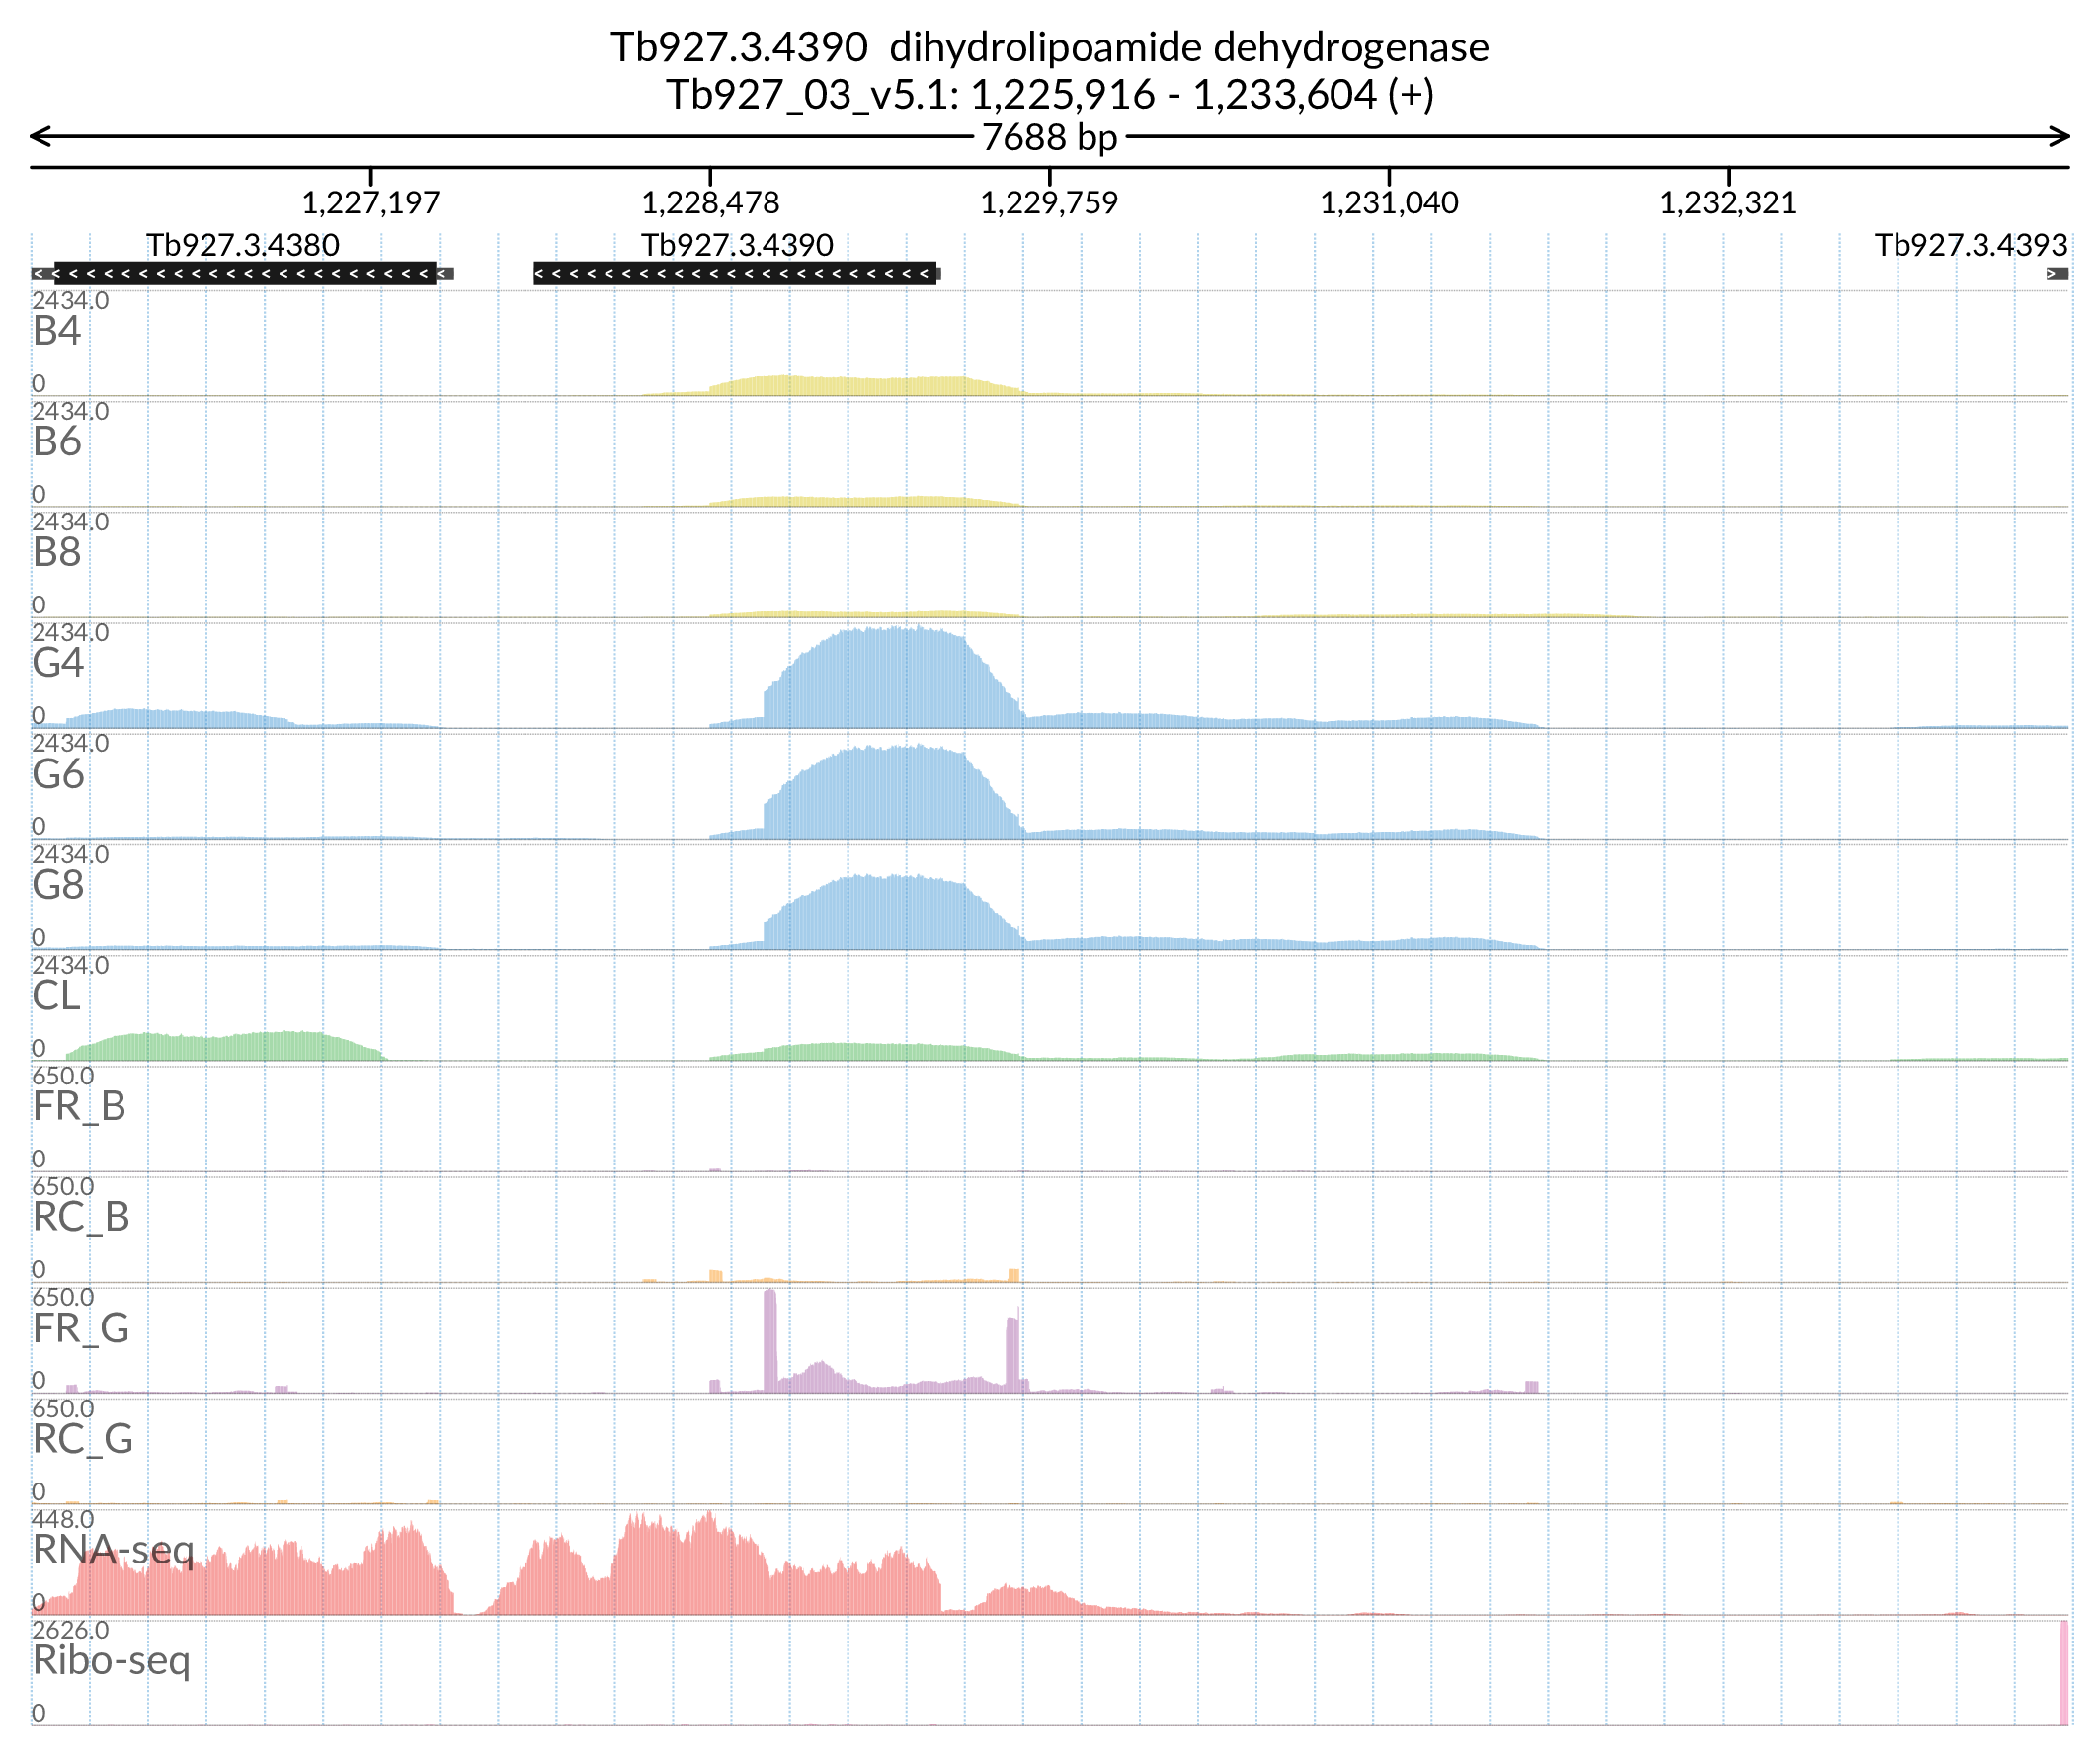 Tb927.3.4390 dihydrolipoamide dehydrogenase
Tb927_03_v5.1: 1,225,916 - 1,233,604 (+)
7688 bp
1,227,197 1,228,478 1,229,759 1,231,040 1,232,321
Tb927.3.4380 Tb927.3.4390 Tb927.3.4393
2434.0
B4
0
2434.0
B6
0
2434.0
B8
0
2434.0
G4
0
2434.0
G6
0
2434.0
G8
0
2434.0
CL
0
650.0
FR_B
0
650.0
RC_B
0
650.0
FR_G
0
650.0
RC_G
0
448.0
RNA-seq
0
2626.0
Ribo-seq
0